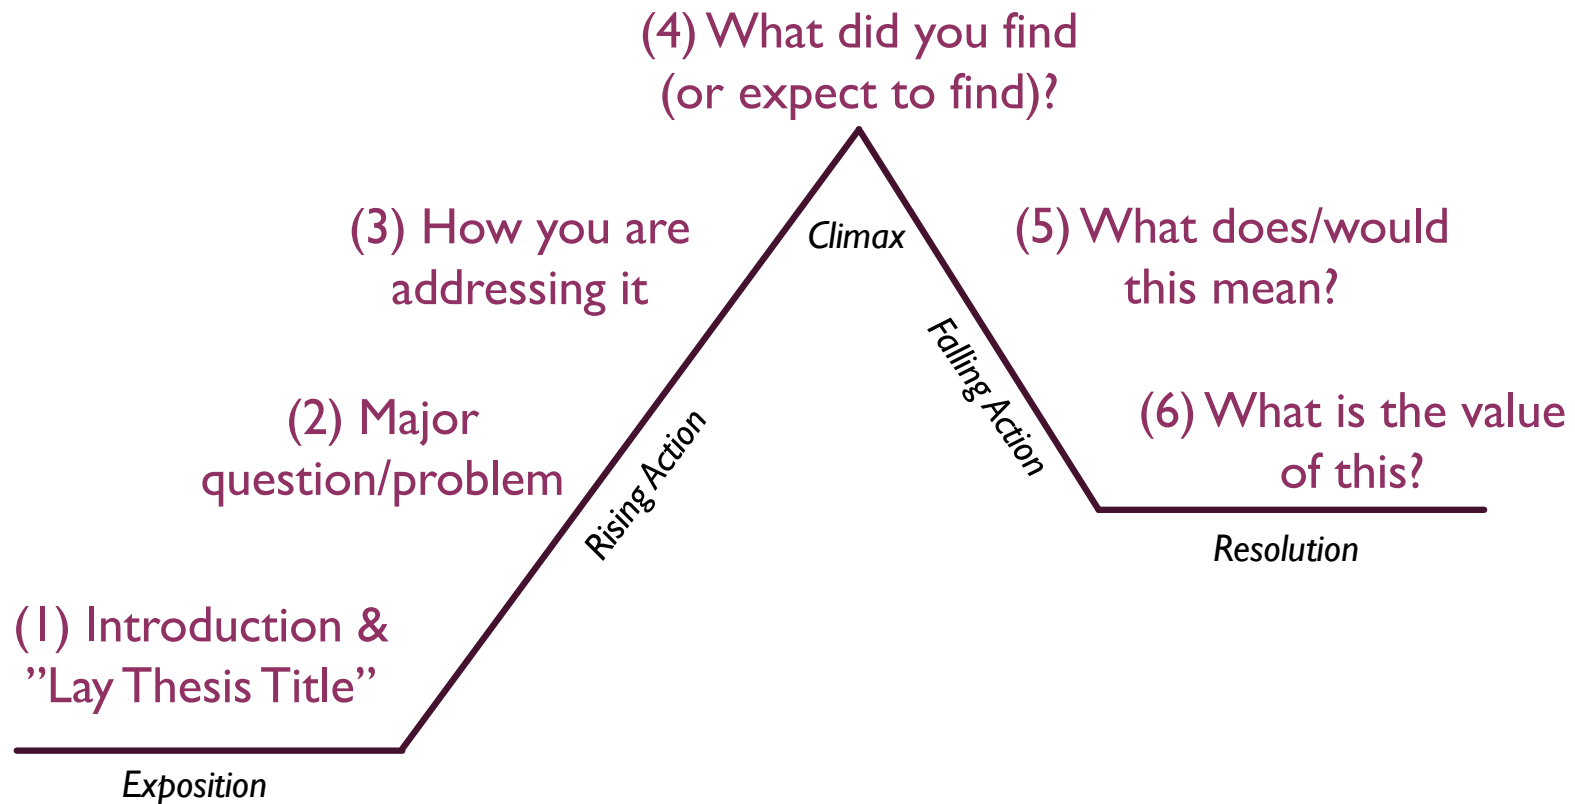 (4) What did you find
(or expect to find)?
(3) How you are
addressing it
Climax
(5) What does/would
this mean?
Falling Action
(2) Major
question/problem
Rising Action
(6) What is the value
of this?
Resolution
(1) Introduction &
”Lay Thesis Title”
Exposition